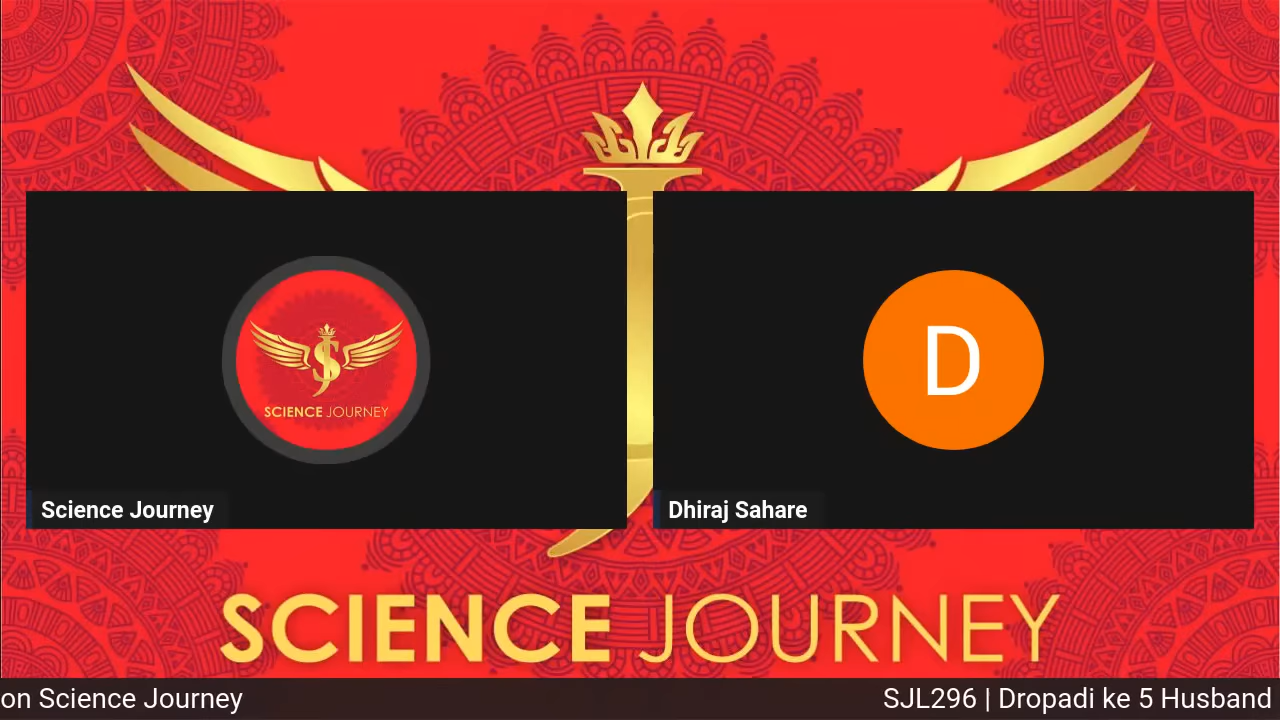 SCIENCE JOURNEY
Science Journey
D
Dhiraj Sahare
SCIENCE JOURNEY
on Science Journey
SJL296 | Dropadi ke 5 Husband